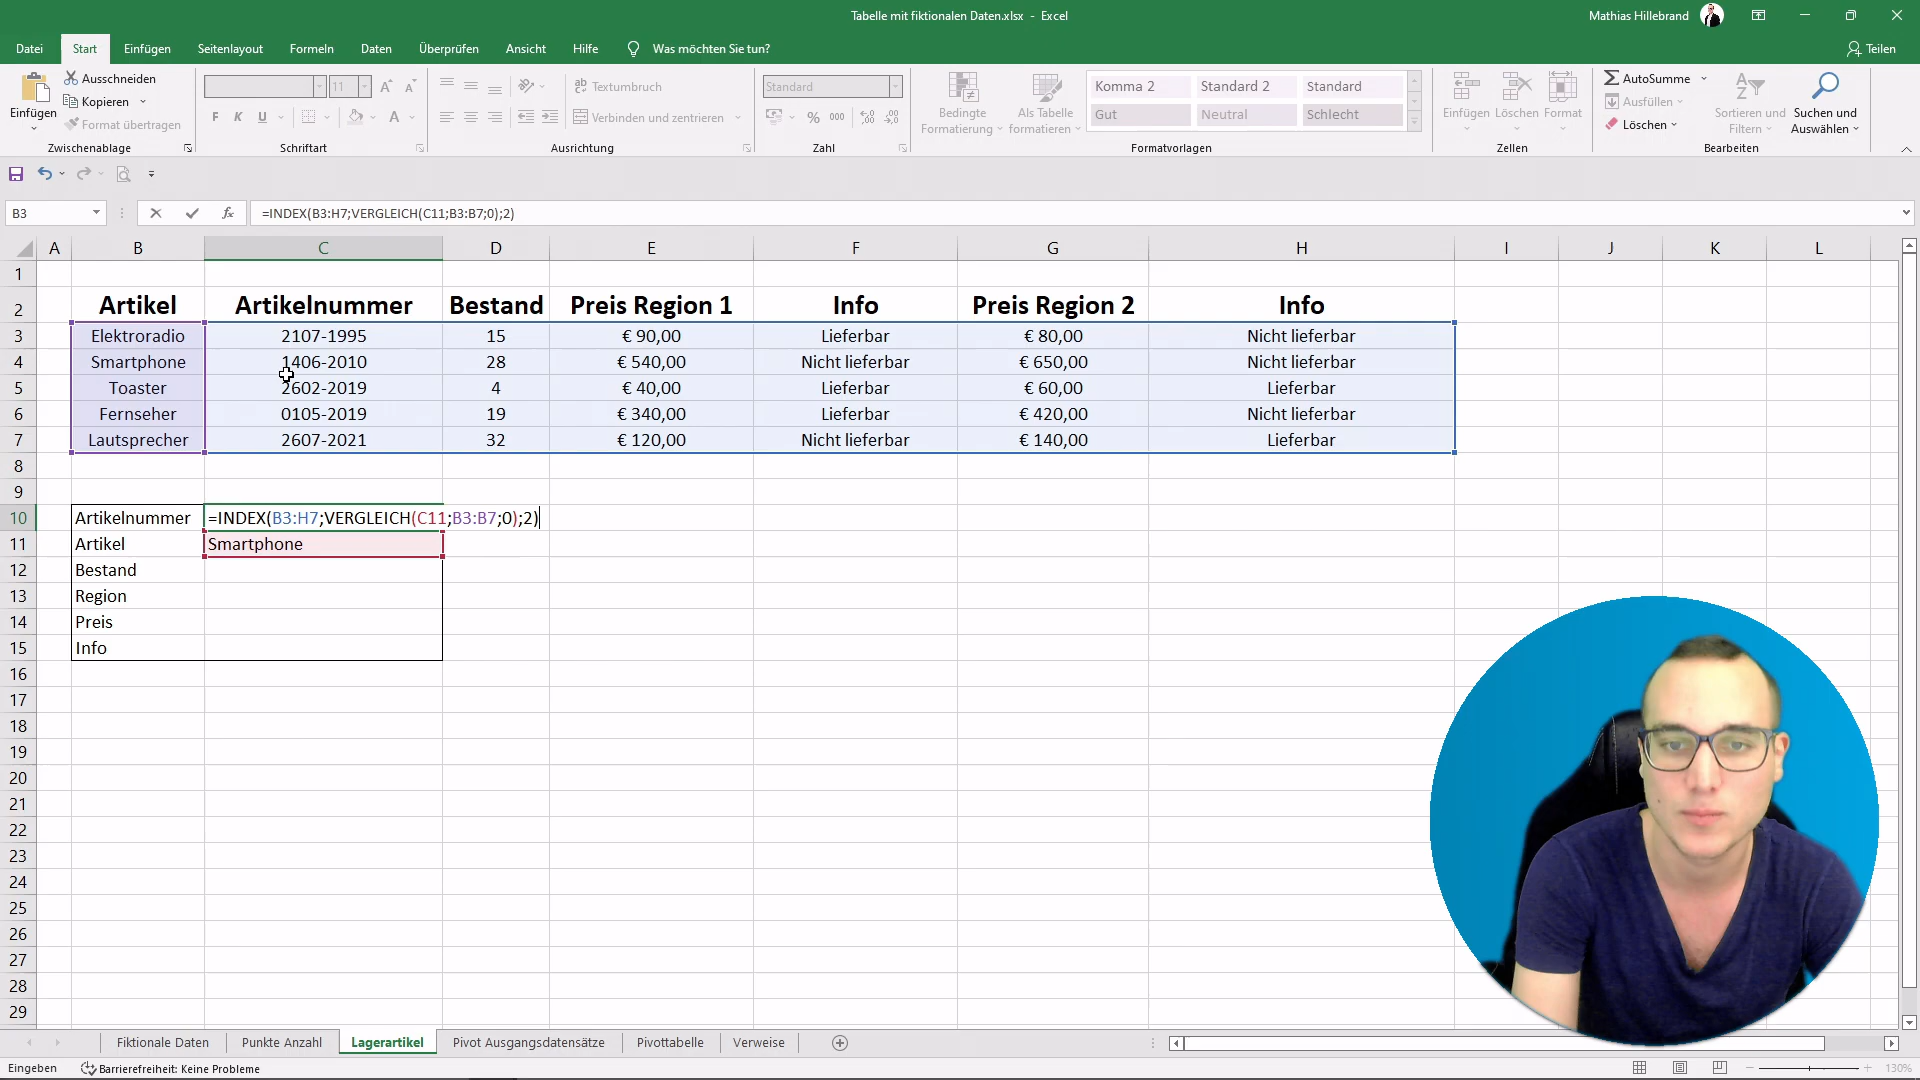 Tabelle mit fiktionalen Daten.xlsx - Excel
Mathias Hillebrand
Datei Start Einfügen Seitenlayout Formeln Daten Überprüfen Ansicht Hilfe Was möchten Sie tun? Teilen
Einfügen
Ausschneiden
Kopieren
Format übertragen
Zwischenablage
11
F K U
Schriftart
Textumbruch
Verbinden und zentrieren
Ausrichtung
Standard
% 000
Zahl
Bedingte Formatierung
Als Tabelle formatieren
Komma 2 Standard 2 Standard
Gut Neutral Schlecht
Formatvorlagen
Einfügen Löschen Format
Zellen
AutoSumme
Ausfüllen
Löschen
Sortieren und Filtern
Suchen und Auswählen
Bearbeiten
B3 fx =INDEX(B3:H7;VERGLEICH(C11;B3:B7;0);2)
A B C D E F G H I J K L
1
2 Artikel Artikelnummer Bestand Preis Region 1 Info Preis Region 2 Info
3 Elektroradio 2107-1995 15 € 90,00 Lieferbar € 80,00 Nicht lieferbar
4 Smartphone 1406-2010 28 € 540,00 Nicht lieferbar € 650,00 Nicht lieferbar
5 Toaster 2602-2019 4 € 40,00 Lieferbar € 60,00 Lieferbar
6 Fernseher 0105-2019 19 € 340,00 Lieferbar € 420,00 Nicht lieferbar
7 Lautsprecher 2607-2021 32 € 120,00 Nicht lieferbar € 140,00 Lieferbar
8
9
10 Artikelnummer =INDEX(B3:H7;VERGLEICH(C11;B3:B7;0);2)
11 Artikel Smartphone
12 Bestand
13 Region
14 Preis
15 Info
16
17
18
19
20
21
22
23
24
25
26
27
28
29
Fiktionale Daten Punkte Anzahl Lagerartikel Pivot Ausgangsdatensätze Pivottabelle Verweise
Eingeben Barrierefreiheit: Keine Probleme 130%